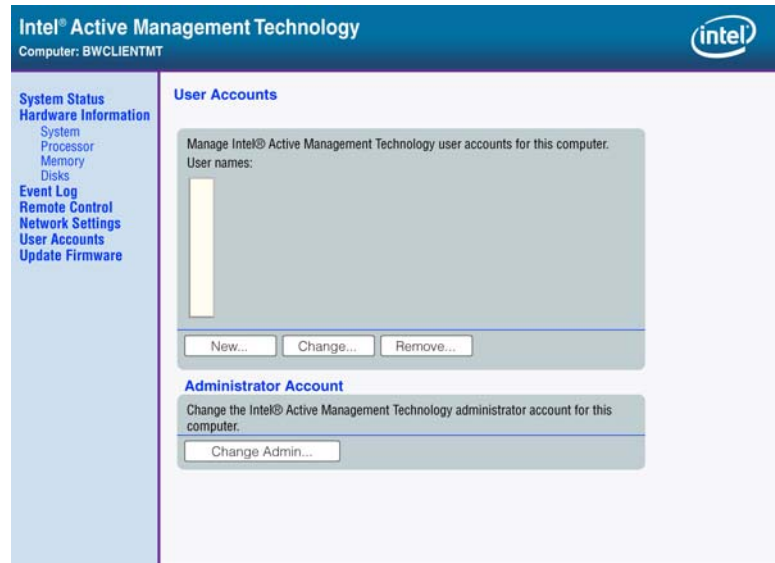 Intel® Active Management Technology
Computer: BWCLIENTMT
intel
System Status
Hardware Information
System
Processor
Memory
Disks
Event Log
Remote Control
Network Settings
User Accounts
Update Firmware
User Accounts
Manage Intel® Active Management Technology user accounts for this computer.
User names:
New...
Change...
Remove...
Administrator Account
Change the Intel® Active Management Technology administrator account for this
computer.
Change Admin...